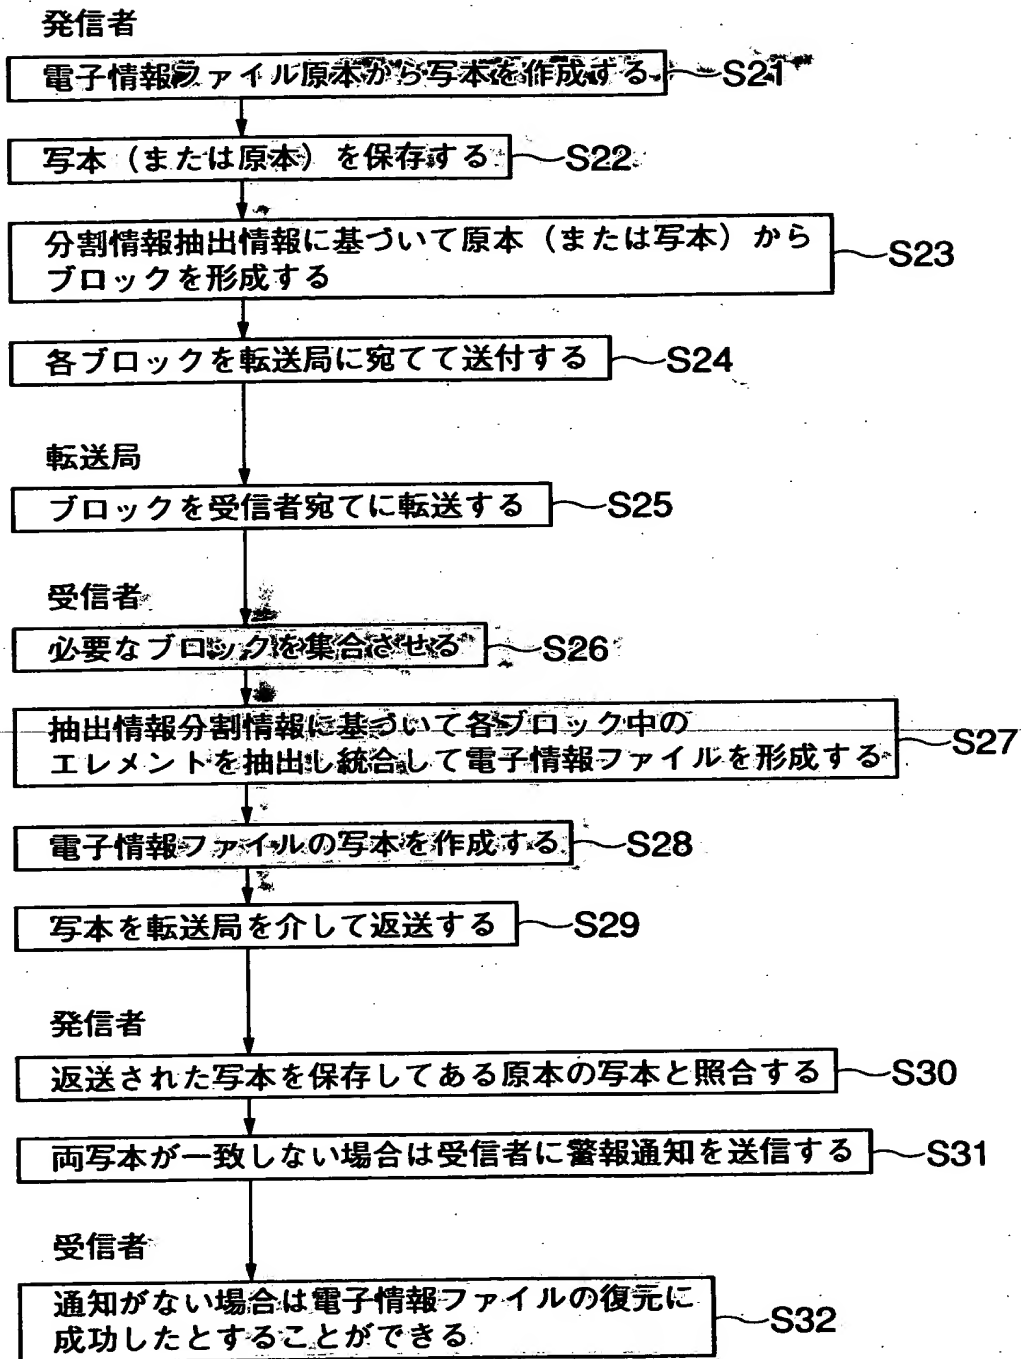 発信者
電子情報ファイル原本から写本を作成する S21
写本(または原本)を保存する S22
分割情報抽出情報に基づいて原本(または写本)から
ブロックを形成する S23
各ブロックを転送局に宛てて送付する S24
転送局
ブロックを受信者宛てに転送する S25
受信者
必要なブロックを集合させる S26
抽出情報分割情報に基づいて各ブロック中の
エレメントを抽出し統合して電子情報ファイルを形成する S27
電子情報ファイルの写本を作成する S28
写本を転送局を介して返送する S29
発信者
返送された写本を保存してある原本の写本と照合する S30
両写本が一致しない場合は受信者に警報通知を送信する S31
受信者
通知がない場合は電子情報ファイルの復元に
成功したとすることができる S32